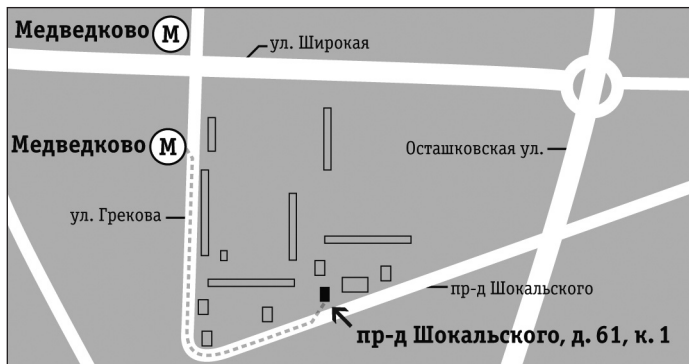 Медведково М
ул. Широкая
Медведково М
Осташковская ул.
ул. Грекова
пр-д Шокальского
пр-д Шокальского, д. 61, к. 1